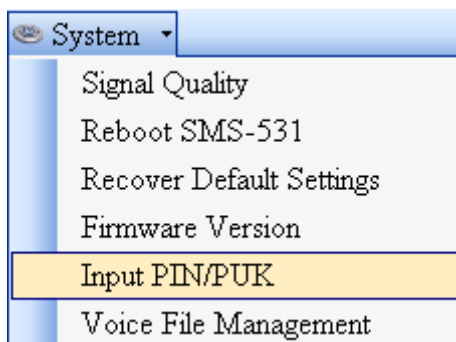 System
Signal Quality
Reboot SMS-531
Recover Default Settings
Firmware Version
Input PIN/PUK
Voice File Management